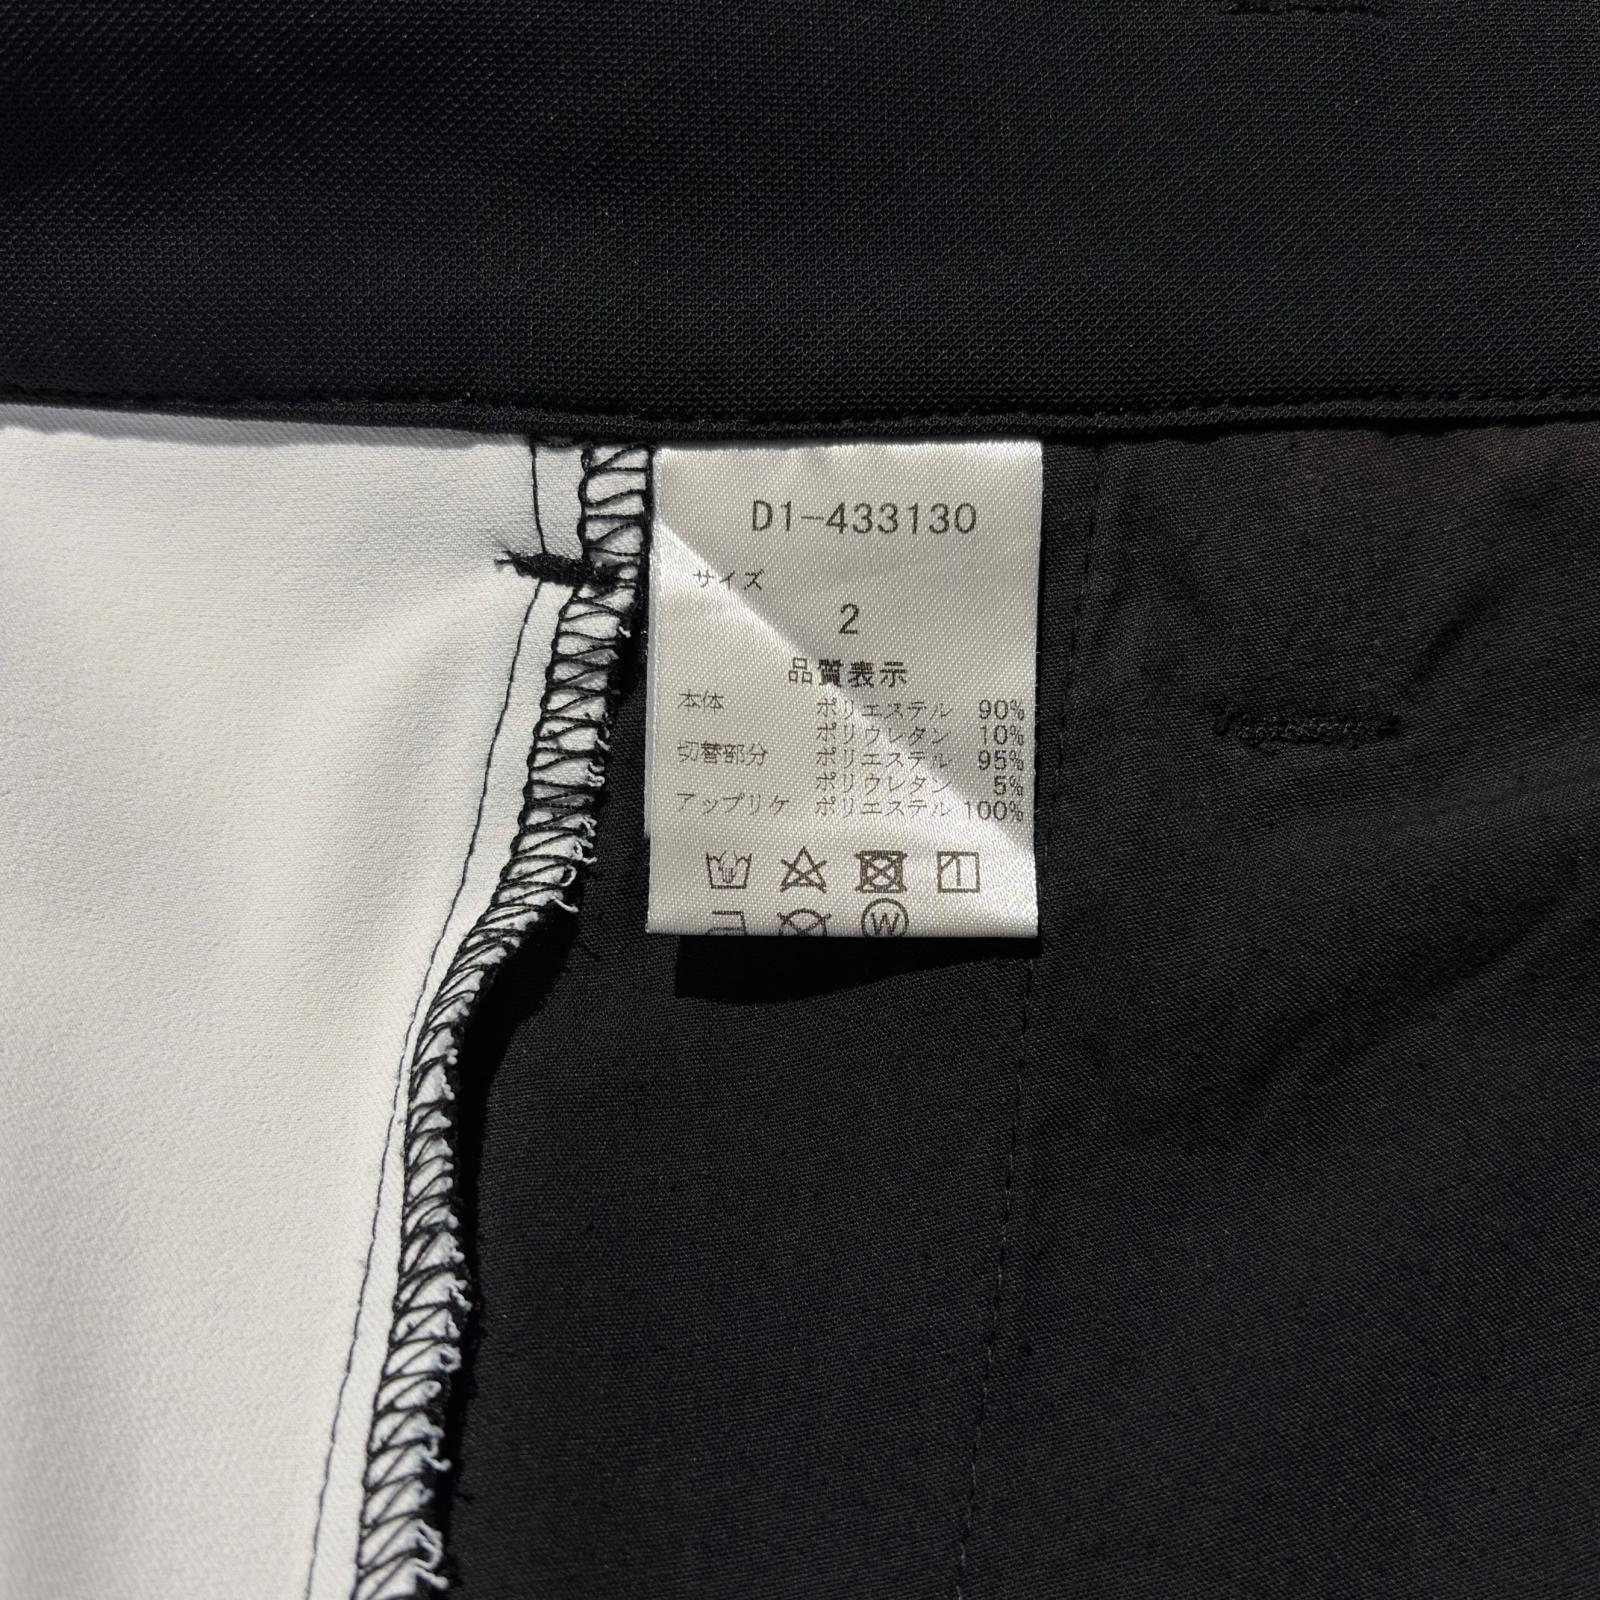 D1-433130
サイズ
2
品質表示
本体 ポリエステル 90%
ポリウレタン 10%
切替部分 ポリエステル 95%
ポリウレタン 5%
アップリケ ポリエステル 100%
W